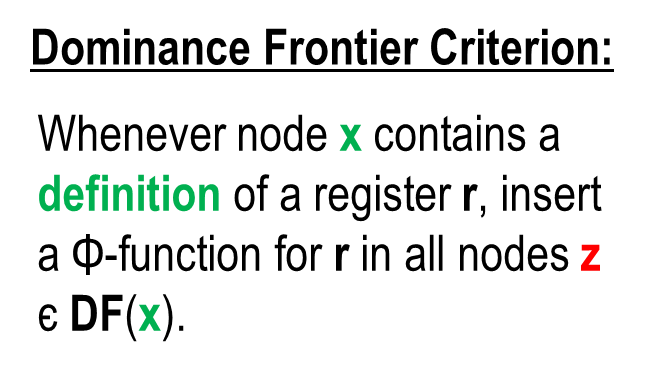 Dominance Frontier Criterion:
Whenever node x contains a
definition of a register r, insert
a Φ-function for r in all nodes z
є DF(x).